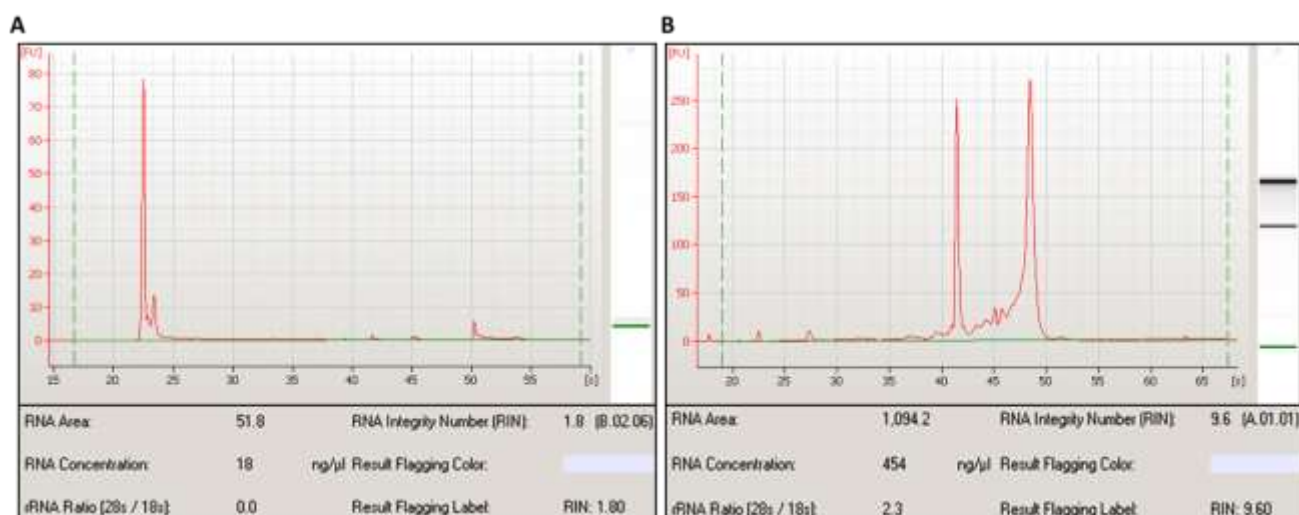 A
[FU]
80
70
60
50
40
30
20
10
0
15 20 25 30 35 40 45 50 55 [s]
RNA Area: 51.8 RNA Integrity Number (RIN): 1.8 (B.02.06)
RNA Concentration: 18 ng/µl Result Flagging Color:
rRNA Ratio [28s / 18s]: 0.0 Result Flagging Label: RIN: 1.80
B
[FU]
250
200
150
100
50
0
20 25 30 35 40 45 50 55 60 65 [s]
RNA Area: 1,094.2 RNA Integrity Number (RIN): 9.6 (A.01.01)
RNA Concentration: 454 ng/µl Result Flagging Color:
rRNA Ratio [28s / 18s]: 2.3 Result Flagging Label: RIN: 9.60